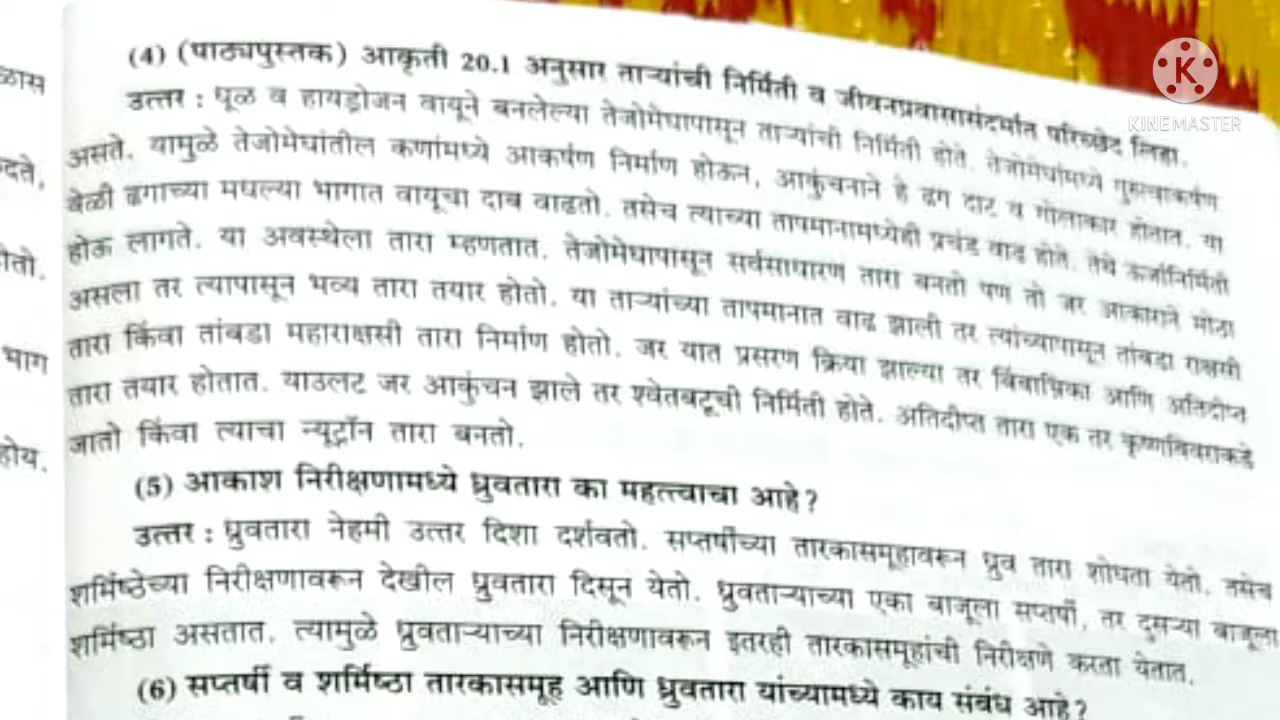 (4) (पाठ्यपुस्तक) आकृती 20.1 अनुसार ताऱ्यांची निर्मिती व जीवनप्रवासासंदर्भात परिच्छेद लिहा.
उत्तर : धूळ व हायड्रोजन वायूने बनलेल्या तेजोमेघापासून ताऱ्यांची निर्मिती होते. तेजोमेघांमध्ये गुरुत्वाकर्षण
असते. यामुळे तेजोमेघांतील कणांमध्ये आकर्षण निर्माण होऊन, आकुंचनाने हे ढग दाट व गोलाकार होतात. या
वेळी ढगाच्या मधल्या भागात वायूचा दाब वाढतो. तसेच त्याच्या तापमानामध्येही प्रचंड वाढ होते. तेथे ऊर्जानिर्मिती
होऊ लागते. या अवस्थेला तारा म्हणतात. तेजोमेघापासून सर्वसाधारण तारा बनतो पण तो जर आकाराने मोठा
असला तर त्यापासून भव्य तारा तयार होतो. या ताऱ्यांच्या तापमानात वाढ झाली तर त्यांच्यापासून तांबडा राक्षसी
तारा किंवा तांबडा महाराक्षसी तारा निर्माण होतो. जर यात प्रसरण क्रिया झाल्या तर बिंबाभ्रिका आणि अतिदीप्त
तारा तयार होतात. याउलट जर आकुंचन झाले तर श्वेतबटूची निर्मिती होते. अतिदीप्त तारा एक तर कृष्णविवराकडे
जातो किंवा त्याचा न्यूट्रॉन तारा बनतो.
(5) आकाश निरीक्षणामध्ये ध्रुवतारा का महत्त्वाचा आहे?
उत्तर : ध्रुवतारा नेहमी उत्तर दिशा दर्शवतो. सप्तर्षीच्या तारकासमूहावरून ध्रुव तारा शोधता येतो. तसेच
शर्मिष्ठेच्या निरीक्षणावरून देखील ध्रुवतारा दिसून येतो. ध्रुवताऱ्याच्या एका बाजूला सप्तर्षी, तर दुसऱ्या बाजूला
शर्मिष्ठा असतात. त्यामुळे ध्रुवताऱ्याच्या निरीक्षणावरून इतरही तारकासमूहांची निरीक्षणे करता येतात.
(6) सप्तर्षी व शर्मिष्ठा तारकासमूह आणि ध्रुवतारा यांच्यामध्ये काय संबंध आहे?
भाग
होय.
K
KINEMASTER